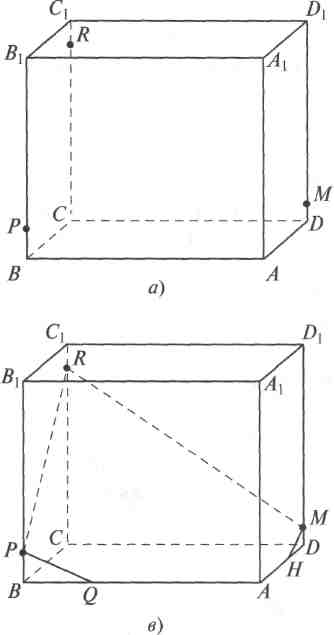 C₁ D₁
R
B₁ A₁
C M
P D
B A
а)
C₁ D₁
R
B₁ A₁
M
P C D
H
B Q A
в)